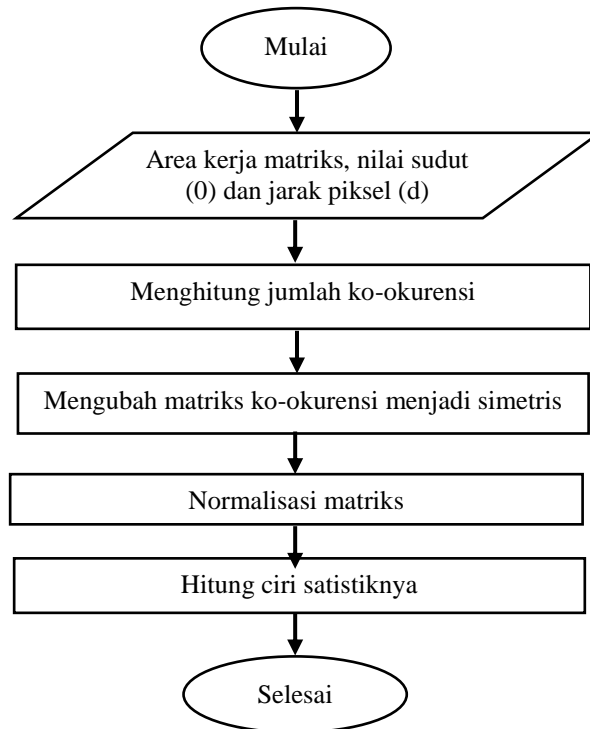 Mulai
Area kerja matriks, nilai sudut
(0) dan jarak piksel (d)
Menghitung jumlah ko-okurensi
Mengubah matriks ko-okurensi menjadi simetris
Normalisasi matriks
Hitung ciri satistiknya
Selesai